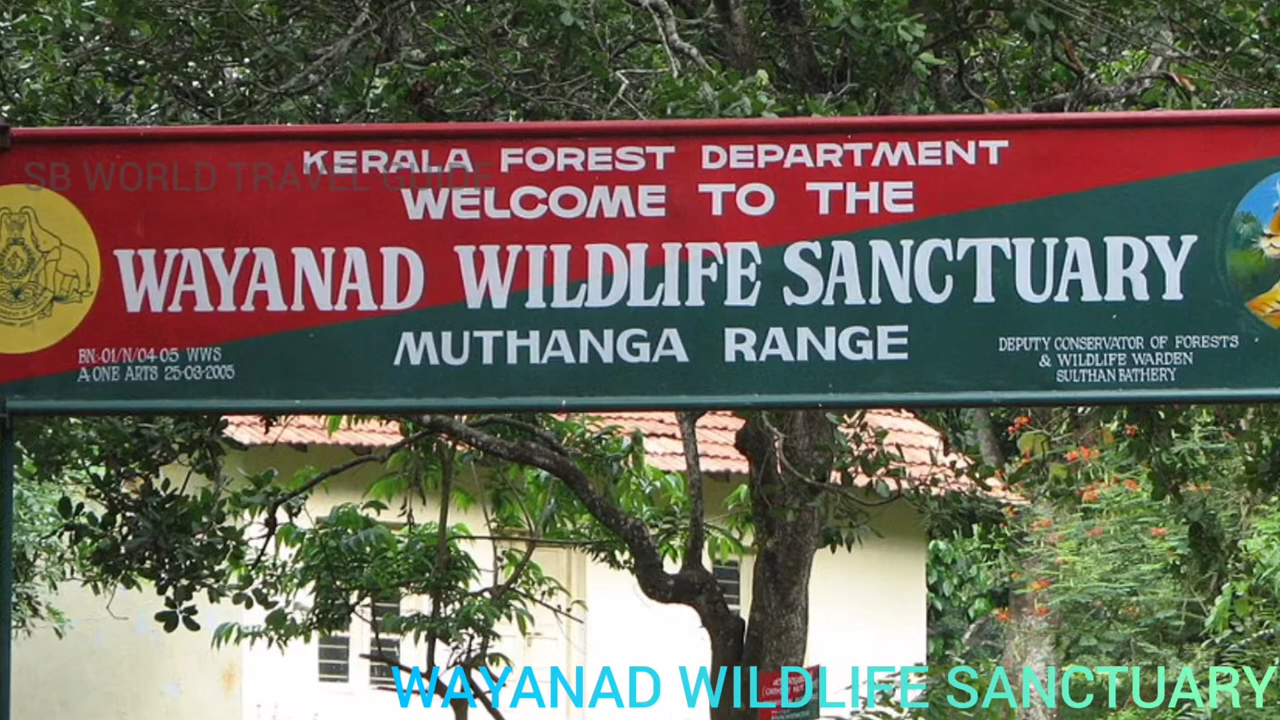 KERALA FOREST DEPARTMENT
SB WORLD TRAVEL GUIDE
WELCOME TO THE
WAYANAD WILDLIFE SANCTUARY
MUTHANGA RANGE
BN-01/N/04-05 WWS
A-ONE ARTS 25-03-2005
DEPUTY CONSERVATOR OF FORESTS
& WILDLIFE WARDEN
SULTHAN BATHERY
WAYANAD WILDLIFE SANCTUARY